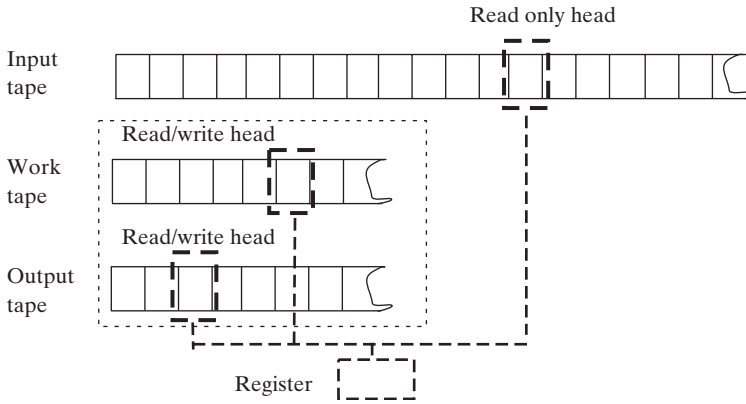 Read only head
Input
tape
Read/write head
Work
tape
Read/write head
Output
tape
Register